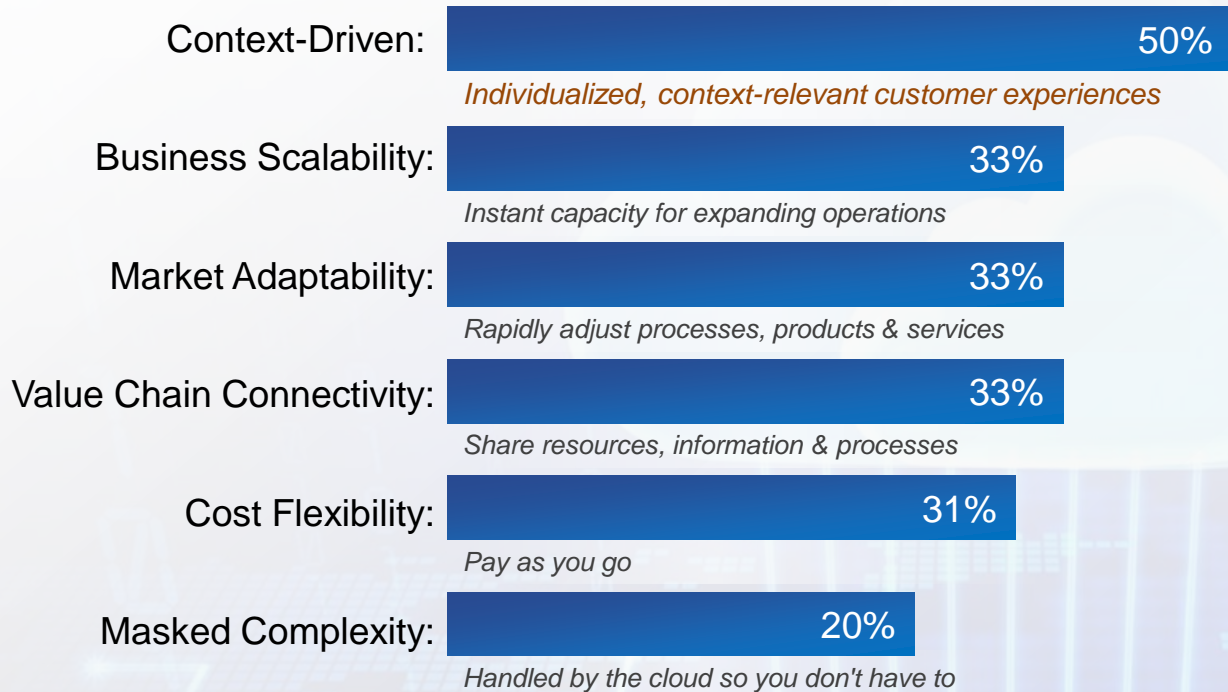 Context-Driven: 50%
Individualized, context-relevant customer experiences
Business Scalability: 33%
Instant capacity for expanding operations
Market Adaptability: 33%
Rapidly adjust processes, products & services
Value Chain Connectivity: 33%
Share resources, information & processes
Cost Flexibility: 31%
Pay as you go
Masked Complexity: 20%
Handled by the cloud so you don't have to